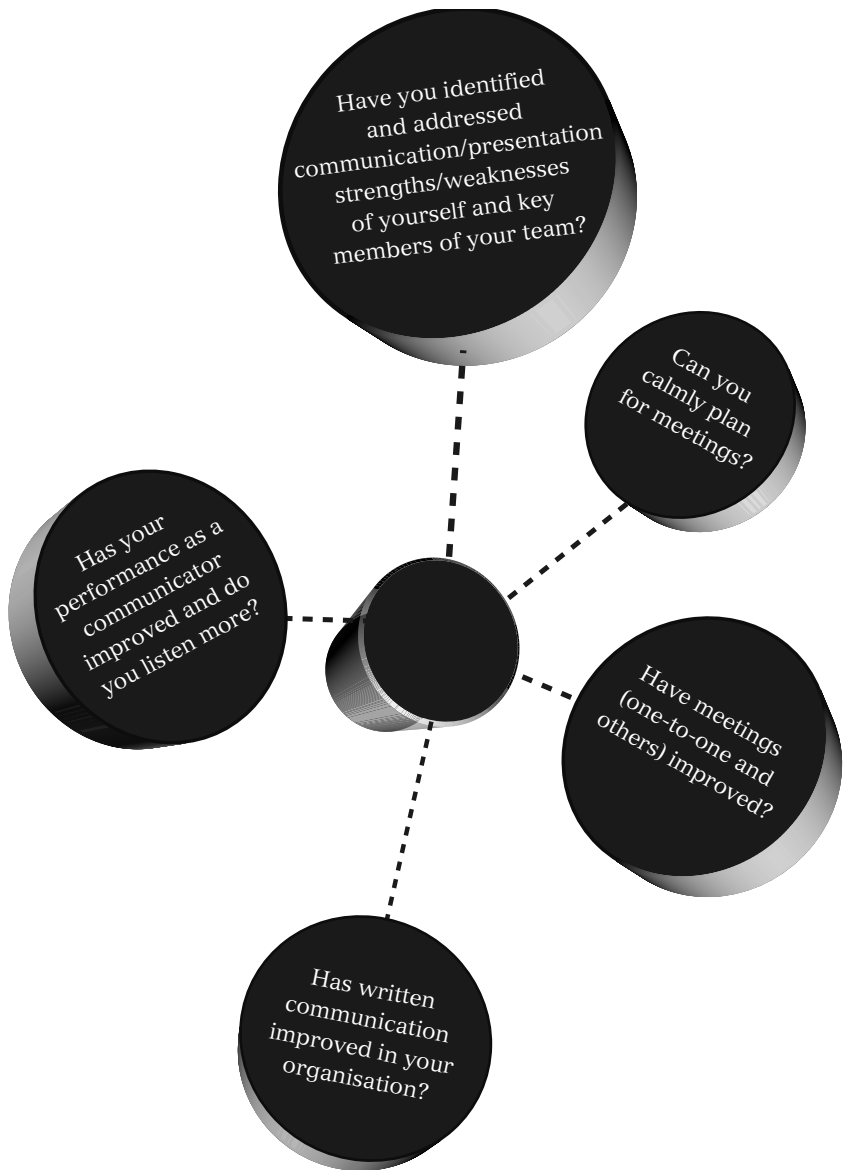 Have you identified
and addressed
communication/presentation
strengths/weaknesses
of yourself and key
members of your team?
Can you
calmly plan
for meetings?
Has your
performance as a
communicator
improved and do
you listen more?
Have meetings
(one-to-one and
others) improved?
Has written
communication
improved in your
organisation?